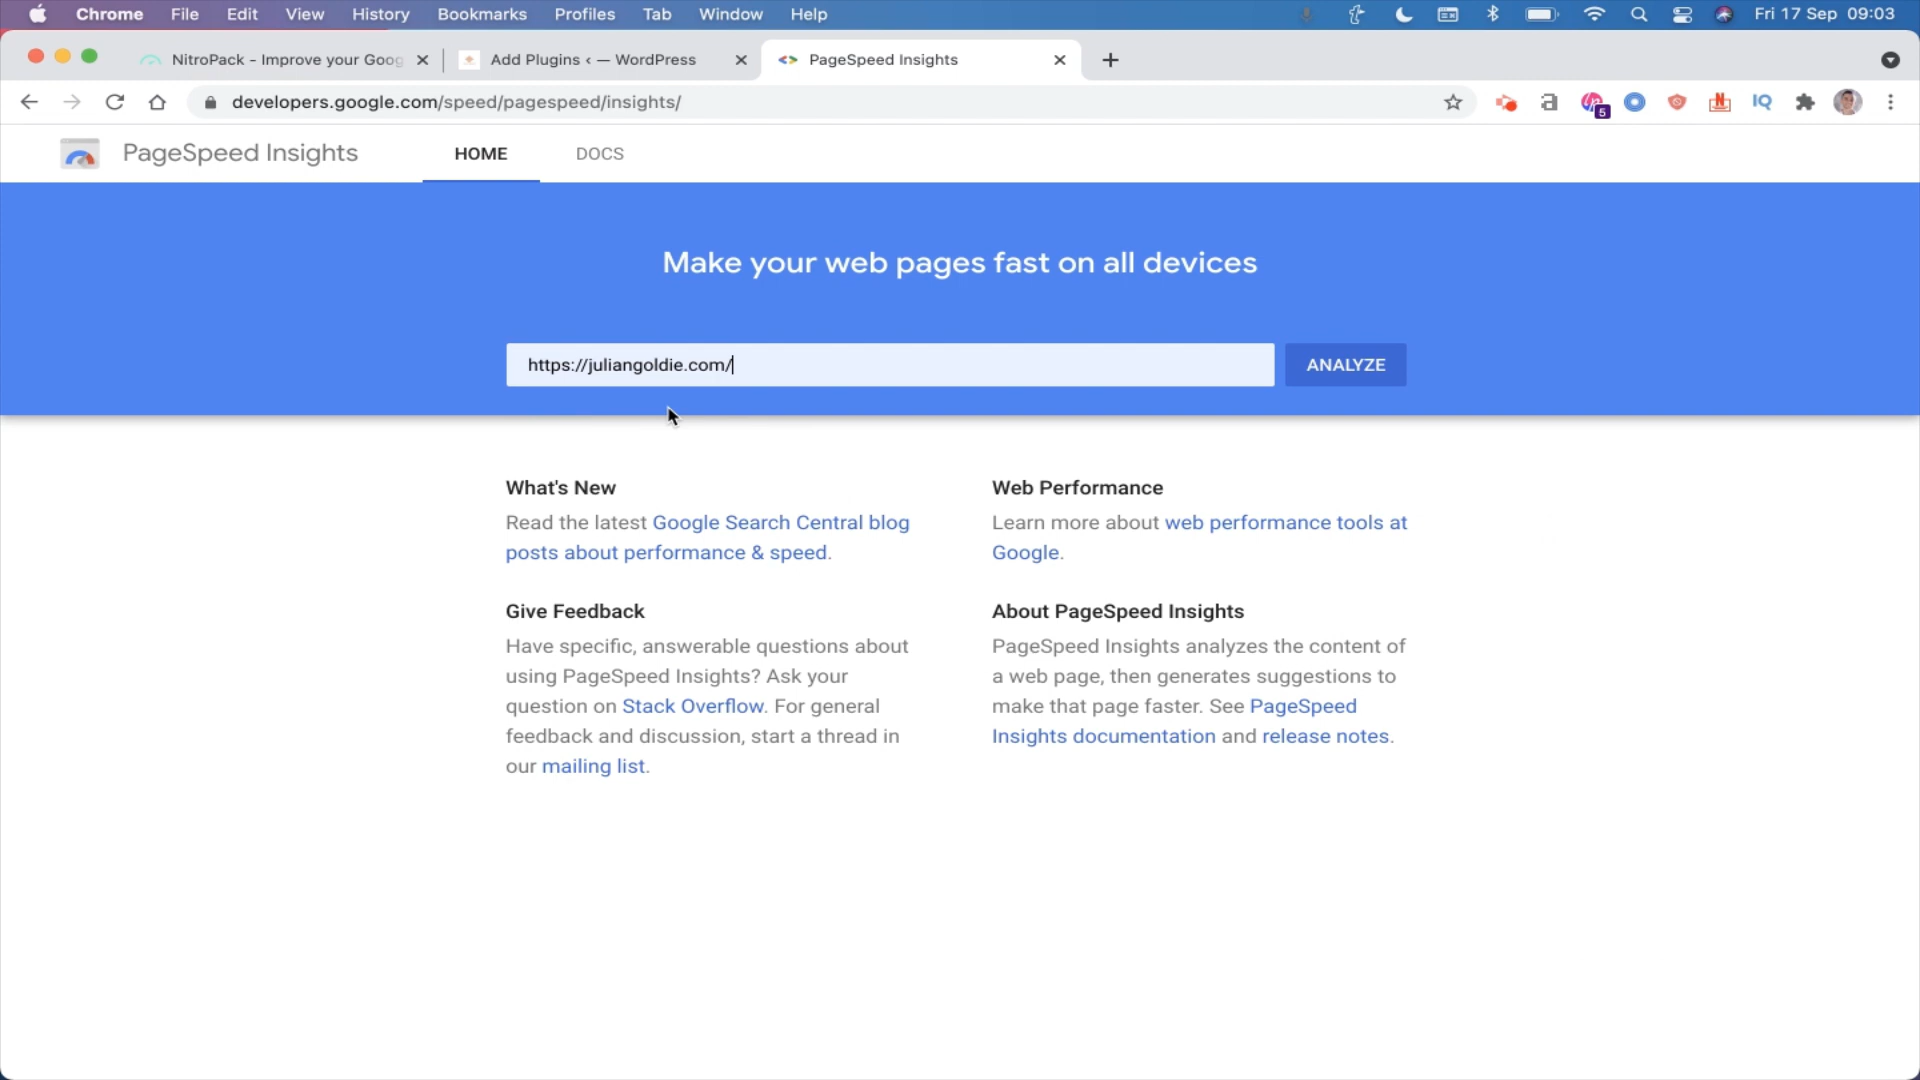 Chrome File Edit View History Bookmarks Profiles Tab Window Help Fri 17 Sep 09:03
NitroPack - Improve your Goog Add Plugins ‹ — WordPress PageSpeed Insights
developers.google.com/speed/pagespeed/insights/ a 5 N IQ
PageSpeed Insights HOME DOCS
Make your web pages fast on all devices
https://juliangoldie.com/ ANALYZE
What's New
Read the latest Google Search Central blog
posts about performance & speed.
Web Performance
Learn more about web performance tools at
Google.
Give Feedback
Have specific, answerable questions about
using PageSpeed Insights? Ask your
question on Stack Overflow. For general
feedback and discussion, start a thread in
our mailing list.
About PageSpeed Insights
PageSpeed Insights analyzes the content of
a web page, then generates suggestions to
make that page faster. See PageSpeed
Insights documentation and release notes.